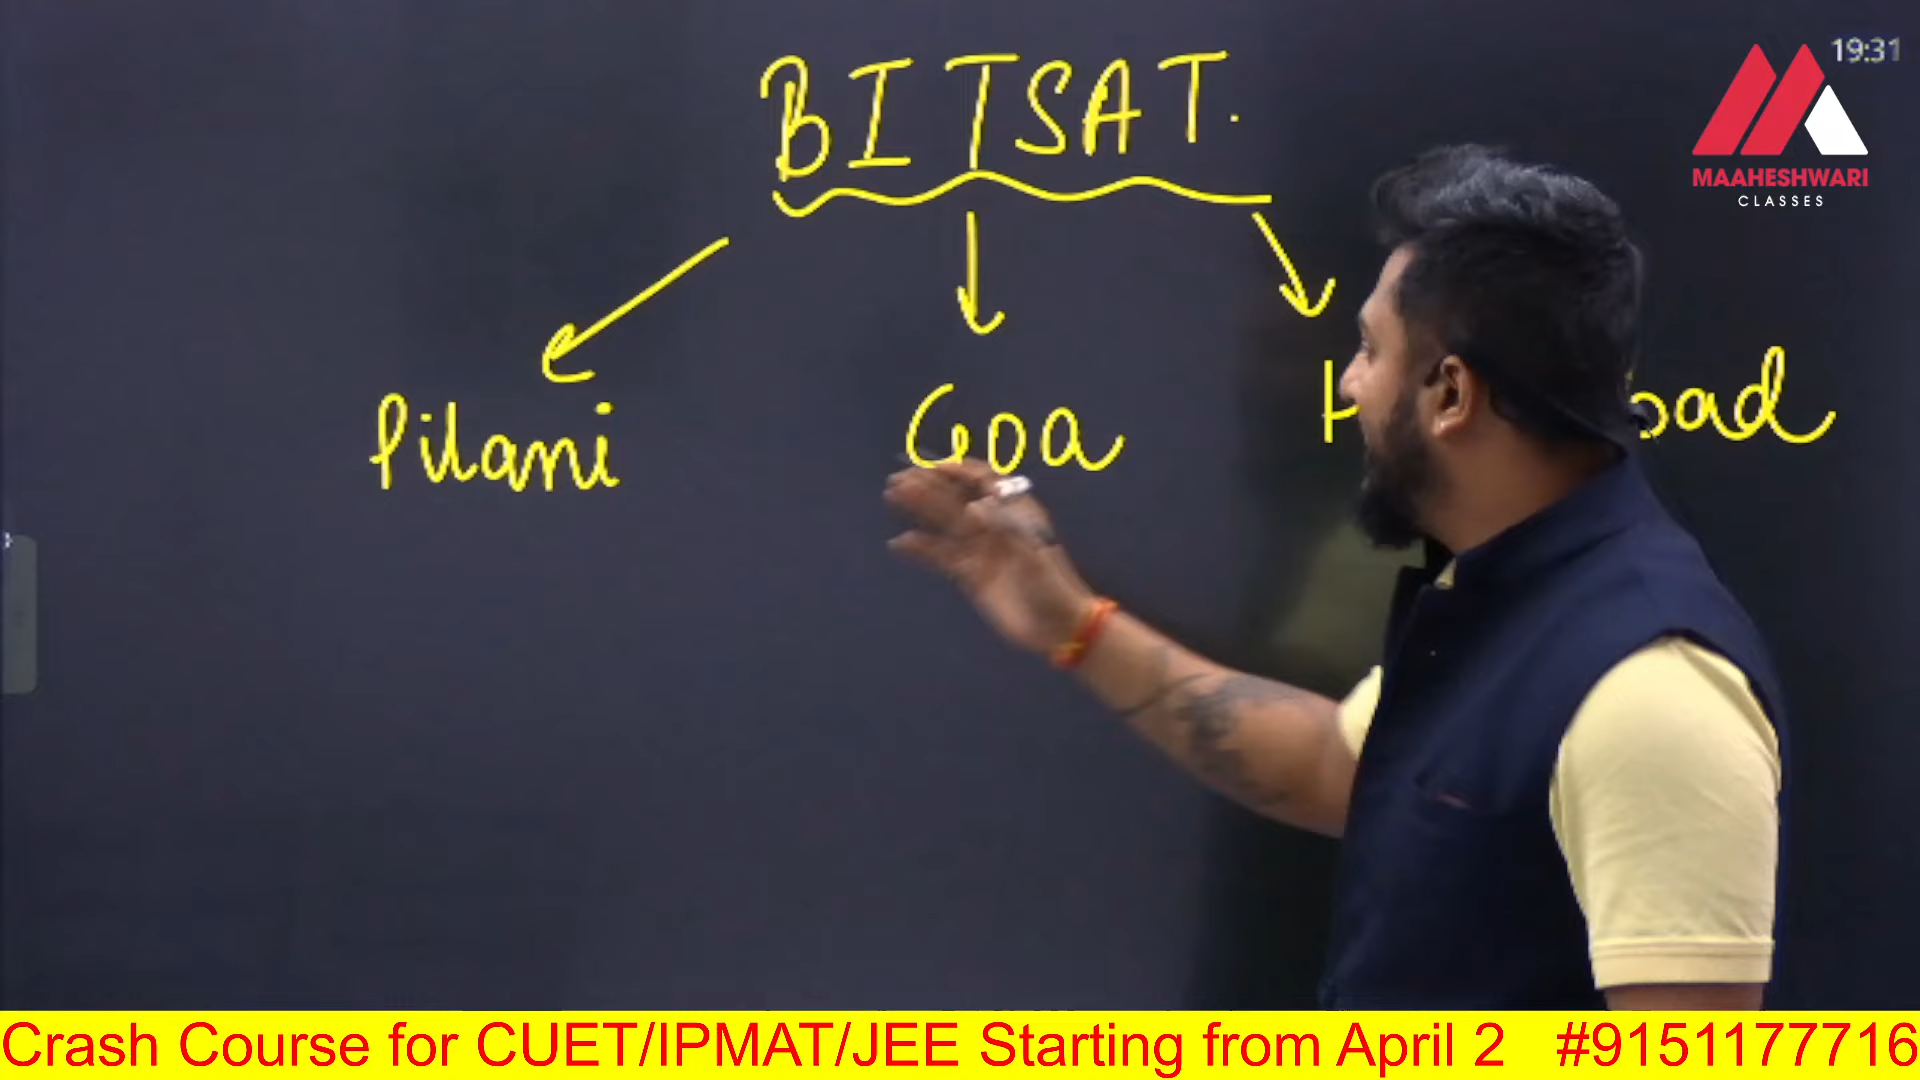 19:31
MAAHESHWARI
CLASSES
BITSAT.
Pilani Goa
Crash Course for CUET/IPMAT/JEE Starting from April 2 #9151177716